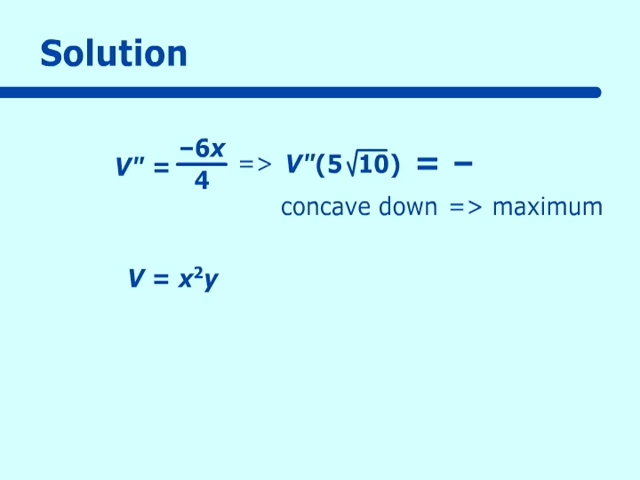 Solution
V" = −6x/4 => V"(5√10) = −
concave down => maximum
V = x²y